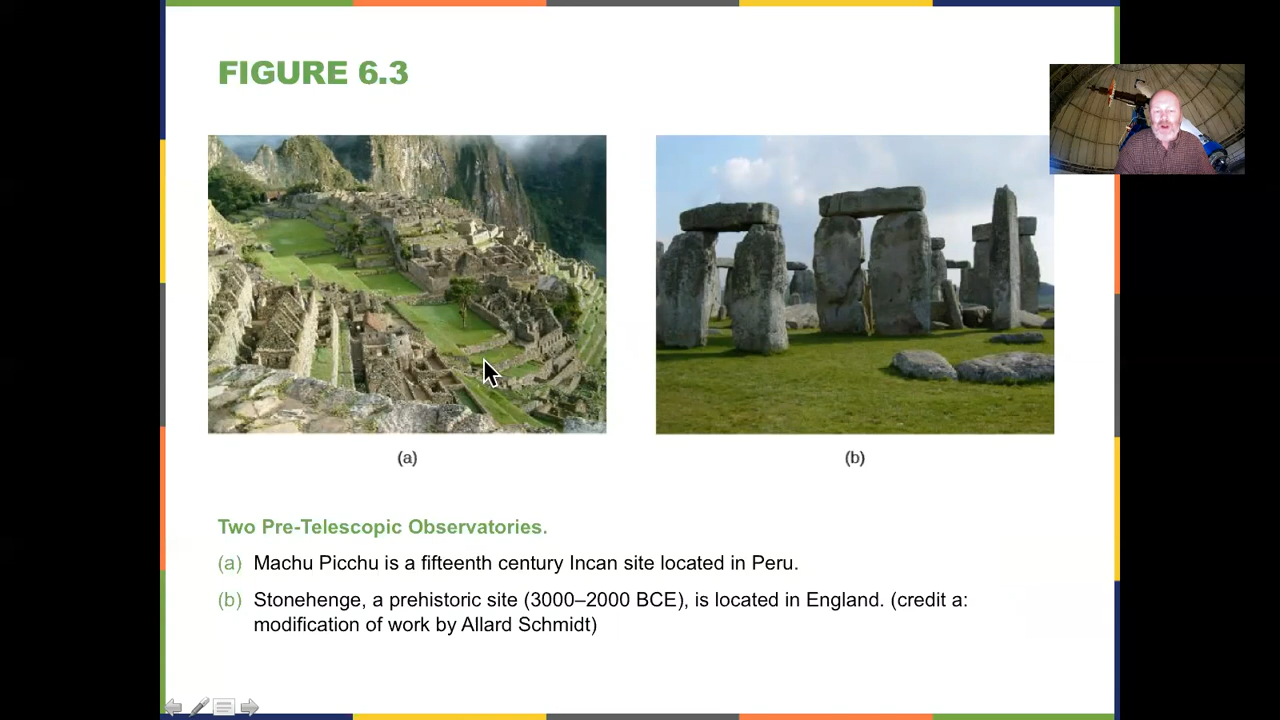 FIGURE 6.3
(a)
(b)
Two Pre-Telescopic Observatories.
(a) Machu Picchu is a fifteenth century Incan site located in Peru.
(b) Stonehenge, a prehistoric site (3000–2000 BCE), is located in England. (credit a:
modification of work by Allard Schmidt)